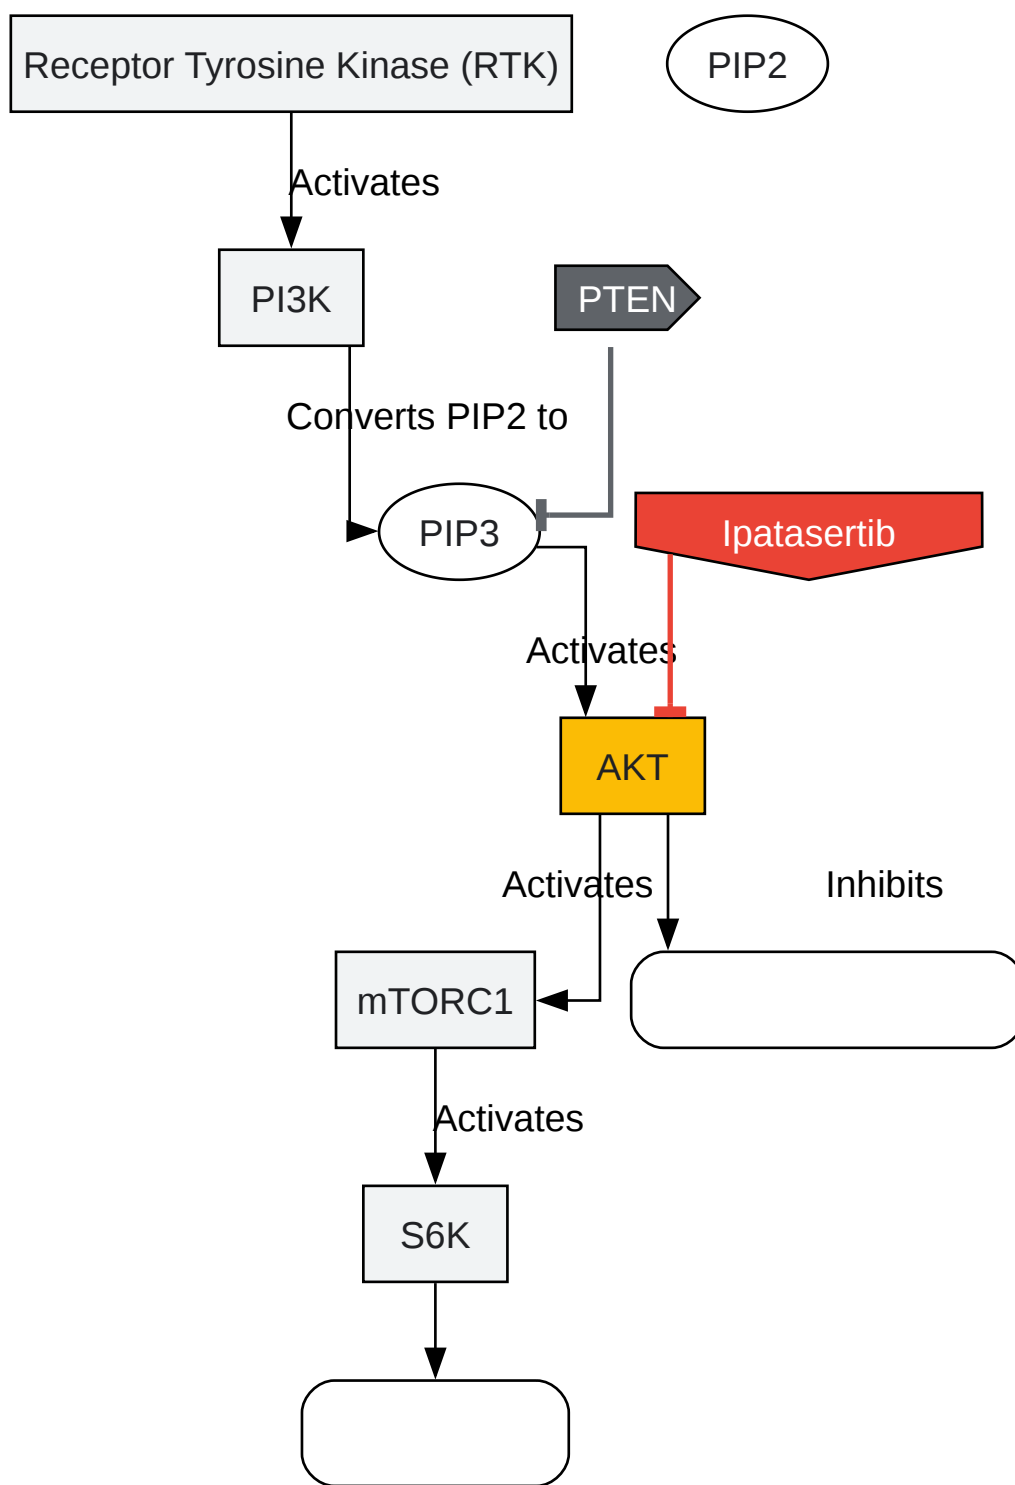 Receptor Tyrosine Kinase (RTK)
PIP2
Activates
PI3K
PTEN
Converts PIP2 to
PIP3
Ipatasertib
Activates
AKT
Activates
Inhibits
mTORC1
Activates
S6K